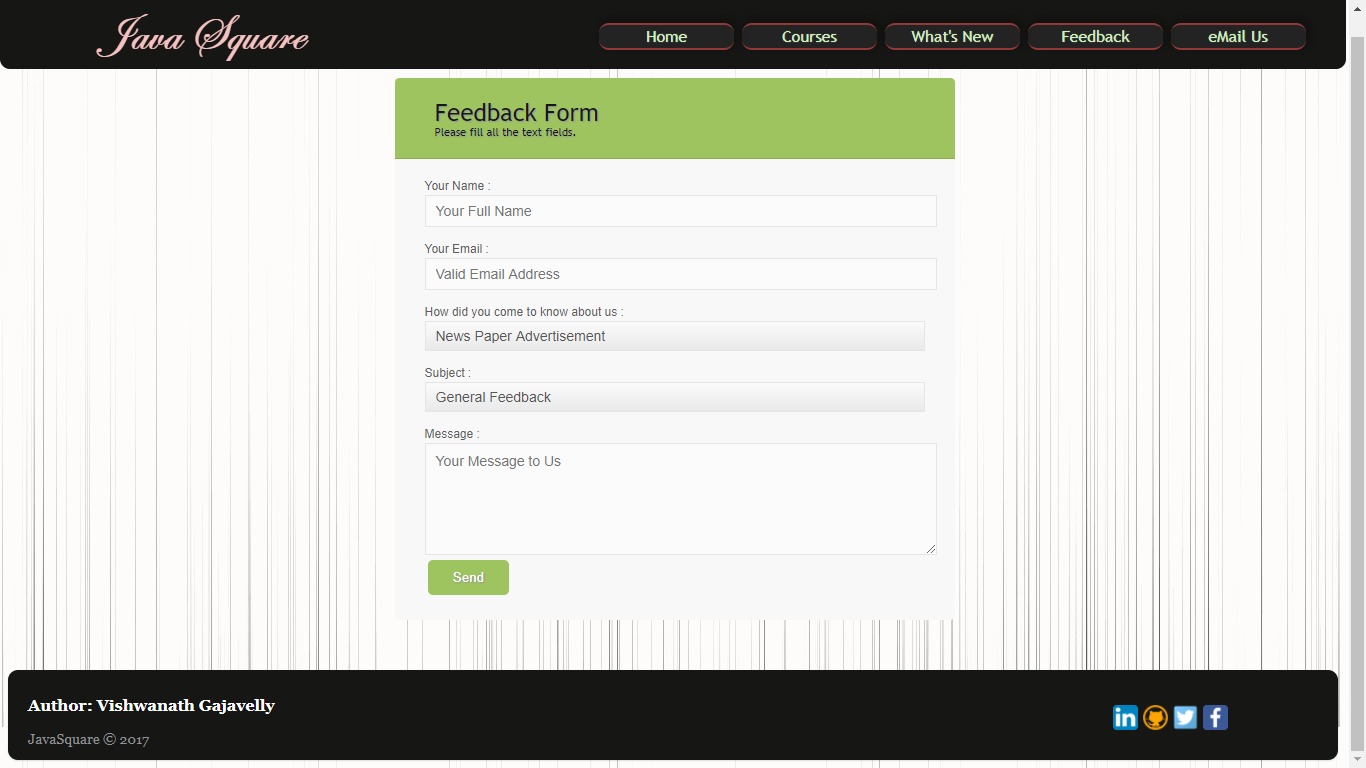 Java Square
Home Courses What's New Feedback eMail Us
Feedback Form
Please fill all the text fields.
Your Name :
Your Full Name
Your Email :
Valid Email Address
How did you come to know about us :
News Paper Advertisement
Subject :
General Feedback
Message :
Your Message to Us
Send
Author: Vishwanath Gajavelly
JavaSquare © 2017
in
f